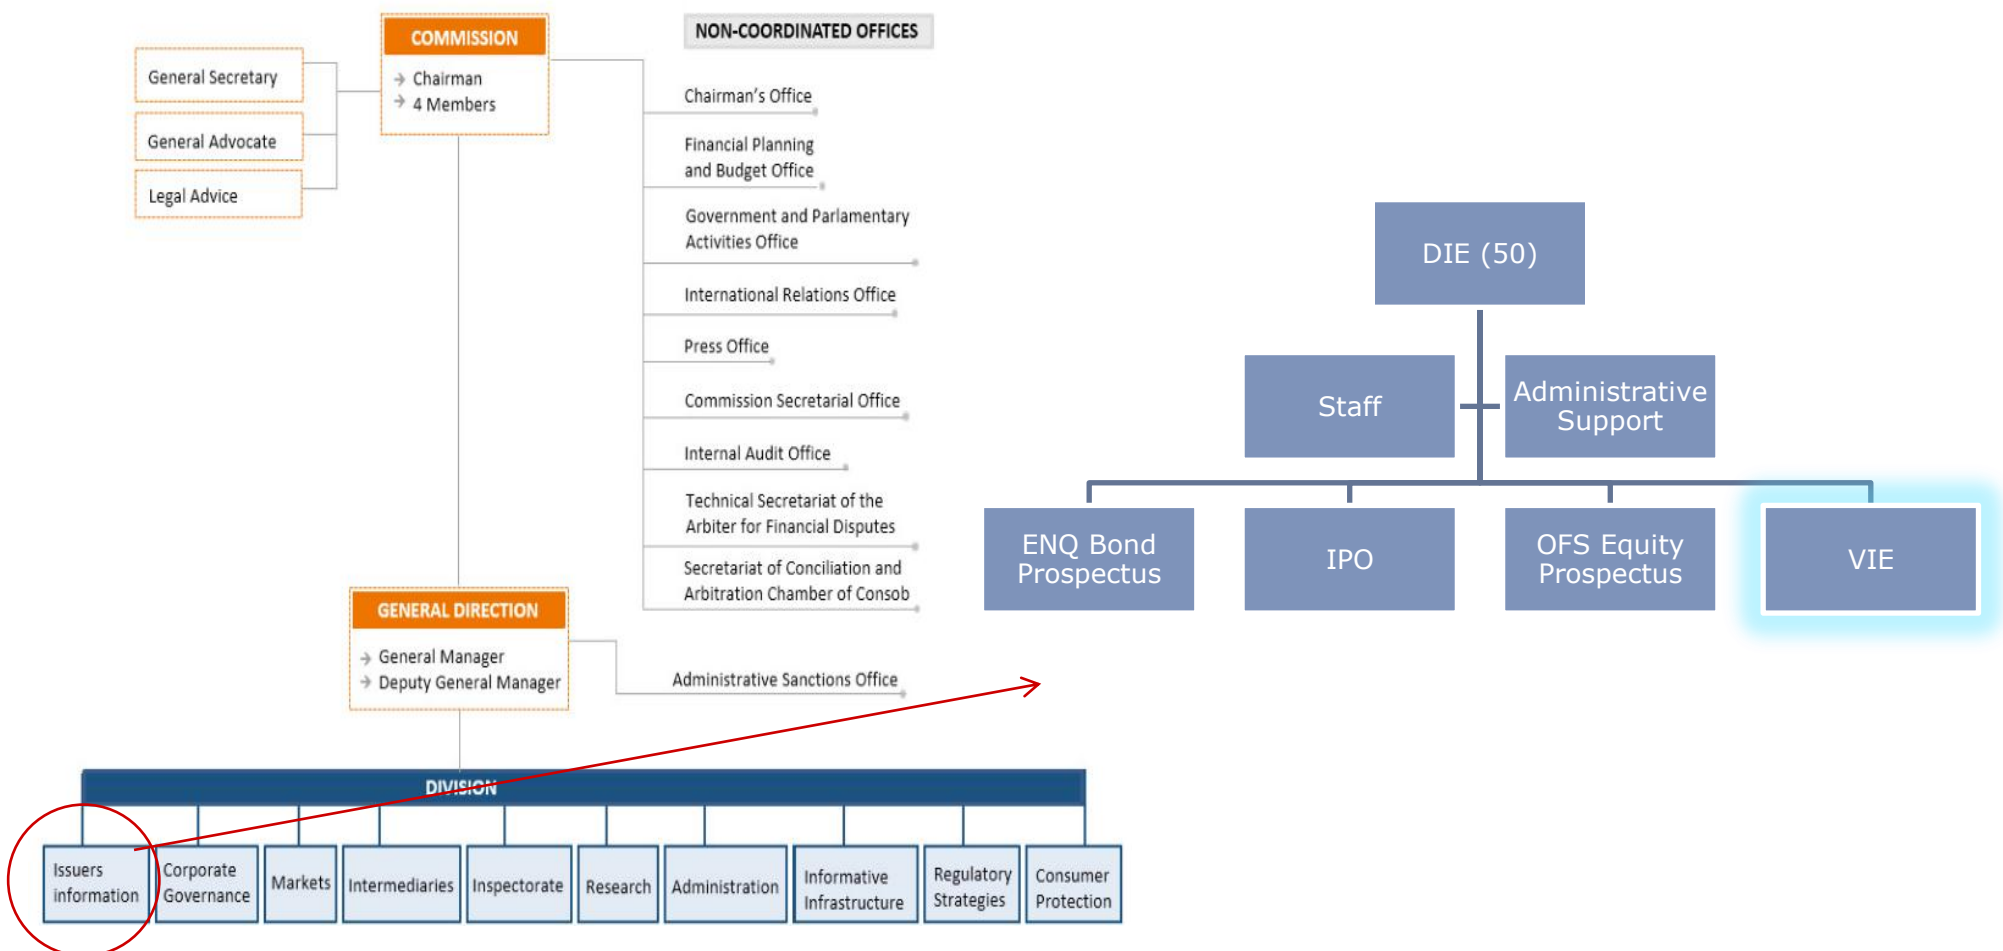 COMMISSION
→ Chairman
→ 4 Members
General Secretary
General Advocate
Legal Advice
NON-COORDINATED OFFICES
Chairman's Office
Financial Planning
and Budget Office
Government and Parlamentary
Activities Office
International Relations Office
Press Office
Commission Secretarial Office
Internal Audit Office
Technical Secretariat of the
Arbiter for Financial Disputes
Secretariat of Conciliation and
Arbitration Chamber of Consob
GENERAL DIRECTION
→ General Manager
→ Deputy General Manager
Administrative Sanctions Office
DIVISION
Issuers
information
Corporate
Governance
Markets
Intermediaries
Inspectorate
Research
Administration
Informative
Infrastructure
Regulatory
Strategies
Consumer
Protection
DIE (50)
Staff
Administrative
Support
ENQ Bond
Prospectus
IPO
OFS Equity
Prospectus
VIE